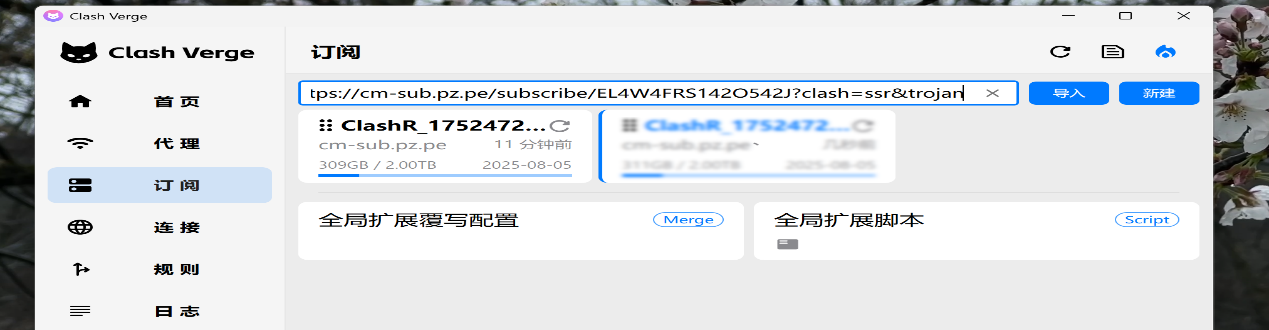 Clash Verge
Clash Verge
订阅
首页
代理
订阅
连接
规则
日志
tps://cm-sub.pz.pe/subscribe/EL4W4FRS142O542J?clash=ssr&trojan
导入
新建
ClashR_1752472...
cm-sub.pz.pe
11 分钟前
309GB / 2.00TB
2025-08-05
ClashR_1752472...
cm-sub.pz.pe
几秒前
311GB / 2.00TB
2025-08-05
全局扩展覆写配置
Merge
全局扩展脚本
Script